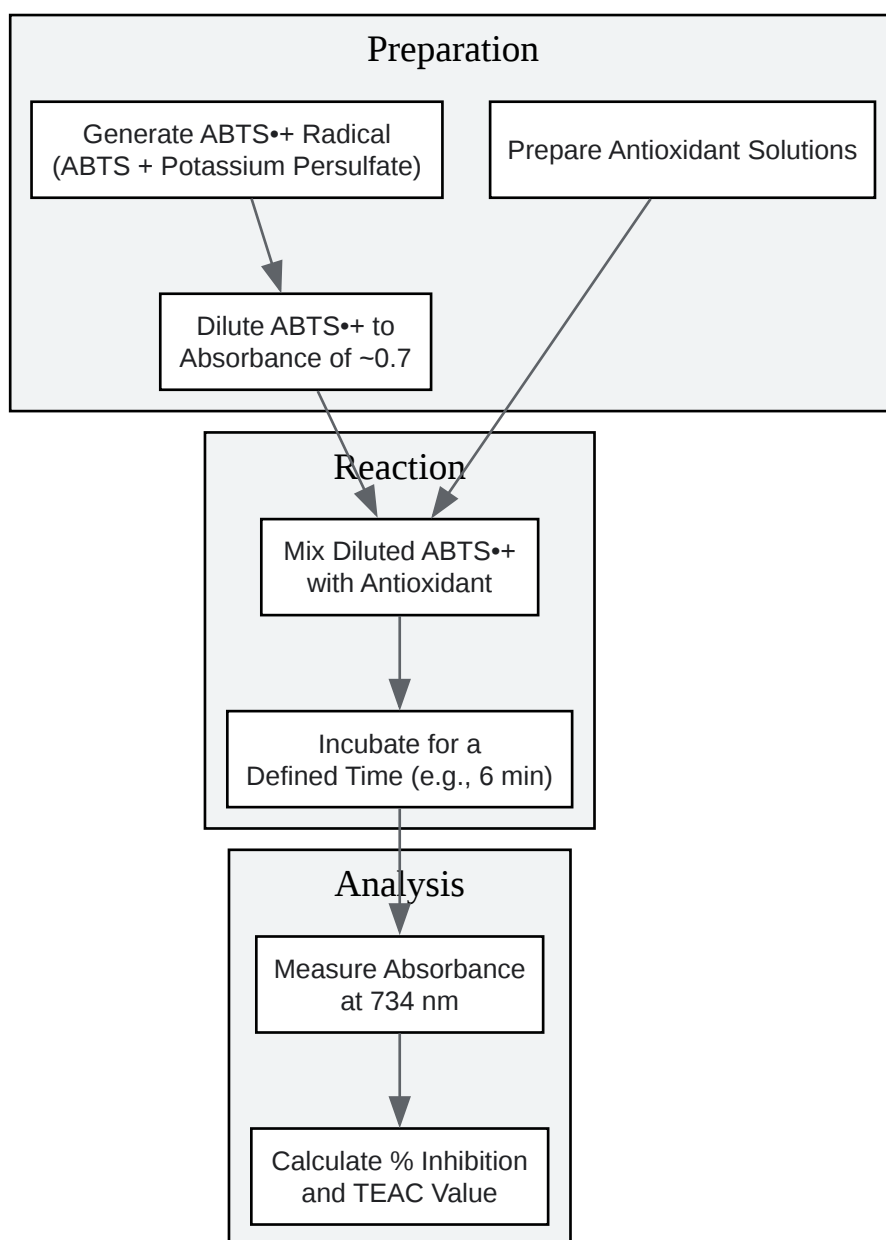 Preparation
Generate ABTS•+ Radical
(ABTS + Potassium Persulfate)
Prepare Antioxidant Solutions
Dilute ABTS•+ to
Absorbance of ~0.7
Reaction
Mix Diluted ABTS•+
with Antioxidant
Incubate for a
Defined Time (e.g., 6 min)
Analysis
Measure Absorbance
at 734 nm
Calculate % Inhibition
and TEAC Value